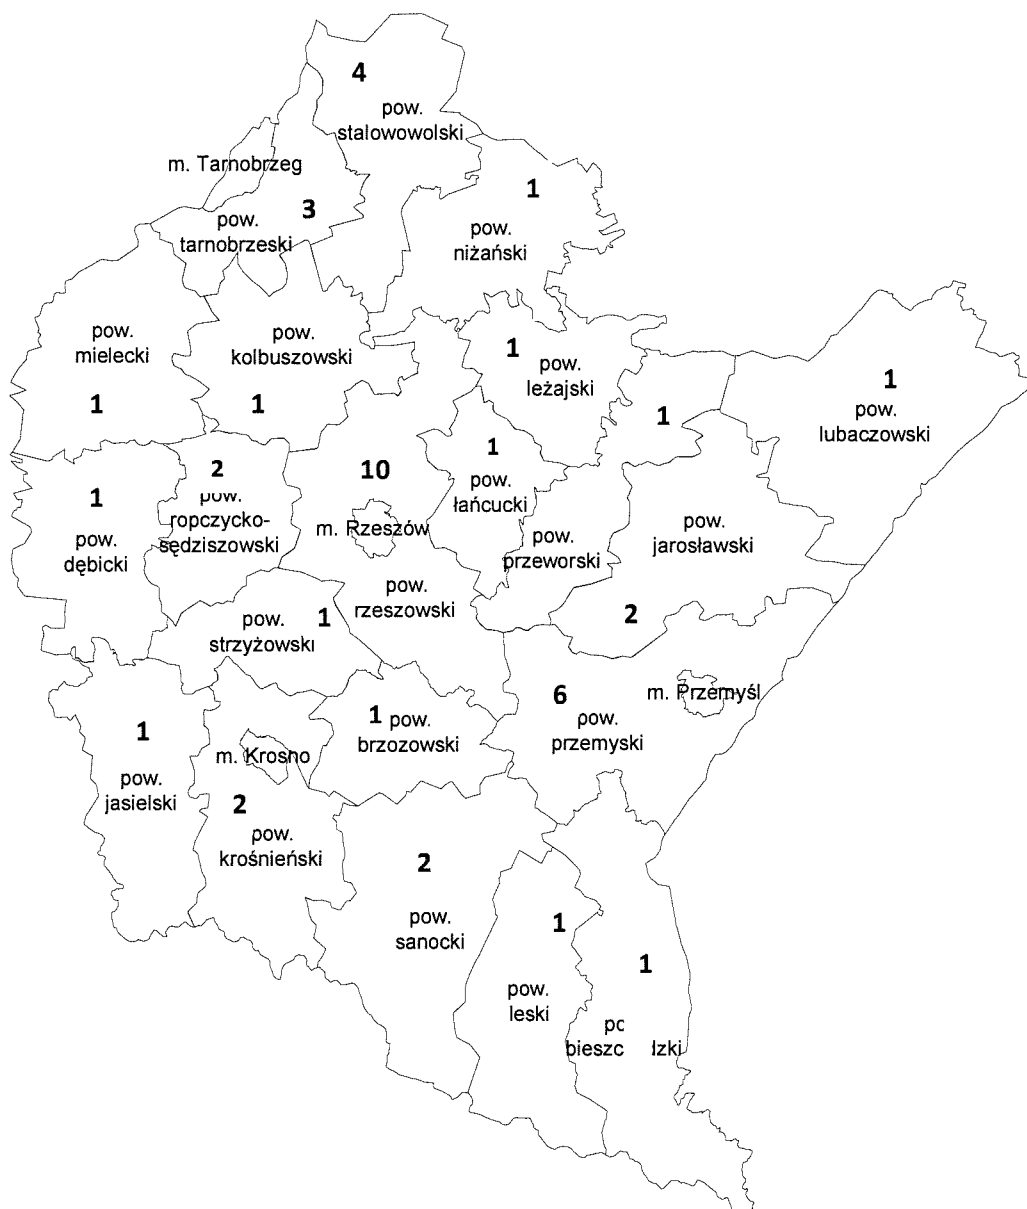 4
pow.
stalowowolski
m. Tarnobrzeg
3
pow.
tarnobrzeski
1
pow.
niżański
pow.
mielecki
1
pow.
kolbuszowski
1
1
pow.
leżajski
1
1
pow.
lubaczowski
1
pow.
dębicki
2
pow.
ropczycko-
sędziszowski
10
m. Rzeszów
pow.
rzeszowski
1
pow.
łańcucki
pow.
przeworski
pow.
jarosławski
2
pow.
strzyżowski
1
6
pow.
przemyski
m. Przemyśl
1
pow.
jasielski
m. Krosno
2
pow.
krośnieński
1 pow.
brzozowski
2
pow.
sanocki
1
pow.
leski
1